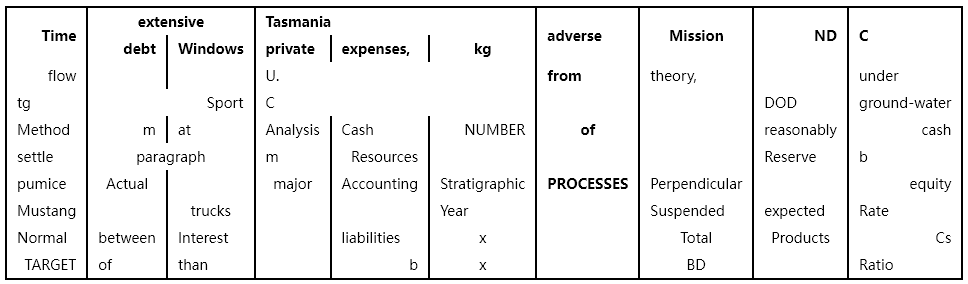 extensive Tasmania
Time debt Windows private expenses, kg adverse Mission ND C
flow U. from theory, under
tg Sport C DOD ground-water
Method m at Analysis Cash NUMBER of reasonably cash
settle paragraph m Resources Reserve b
pumice Actual major Accounting Stratigraphic PROCESSES Perpendicular equity
Mustang trucks Year Suspended expected Rate
Normal between Interest liabilities x Total Products Cs
TARGET of than b x BD Ratio